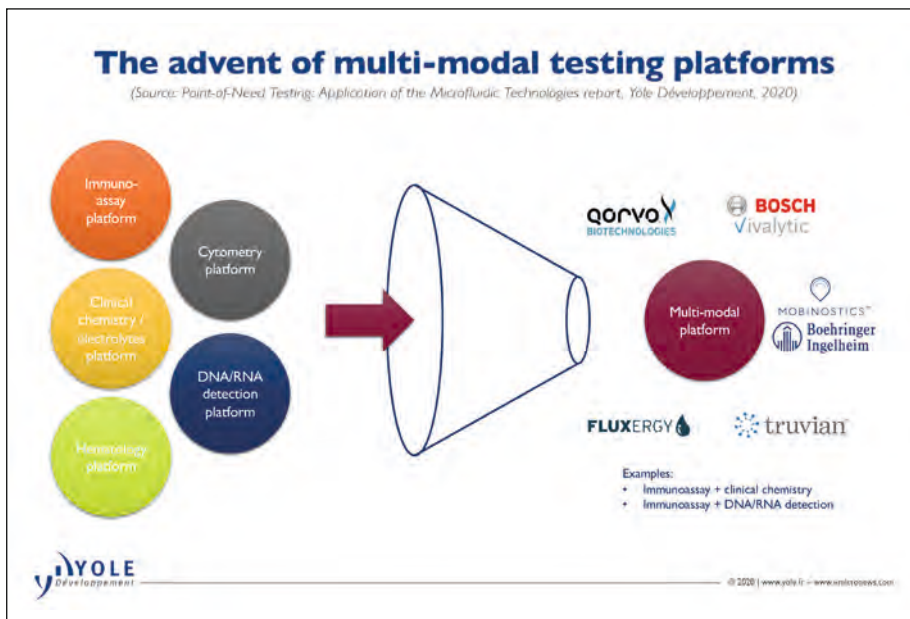 The advent of multi-modal testing platforms
(Source: Point-of-Need Testing: Application of the Microfluidic Technologies report, Yole Développement, 2020)
Immuno-
assay
platform
Cytometry
platform
Clinical
chemistry /
electrolytes
platform
DNA/RNA
detection
platform
Hematology
platform
QORVO
BIOTECHNOLOGIES
BOSCH
Vivalytic
Multi-modal
platform
MOBINOSTICS™
Boehringer
Ingelheim
FLUXERGY
truvian
Examples:
• Immunoassay + clinical chemistry
• Immunoassay + DNA/RNA detection
YOLE
Développement
© 2020 | www.yole.fr –